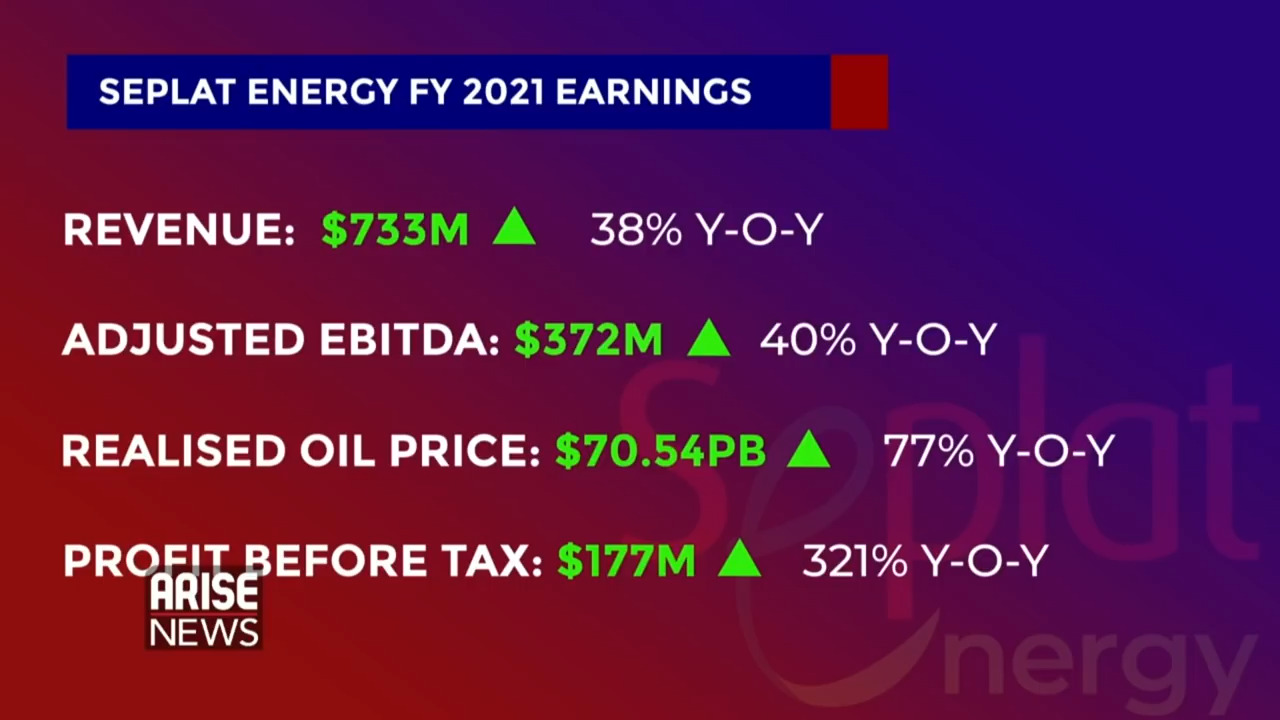 SEPLAT ENERGY FY 2021 EARNINGS
REVENUE: $733M ▲ 38% Y-O-Y
ADJUSTED EBITDA: $372M ▲ 40% Y-O-Y
REALISED OIL PRICE: $70.54PB ▲ 77% Y-O-Y
PROFIT BEFORE TAX: $177M ▲ 321% Y-O-Y
ARISE
NEWS
Seplat
Energy